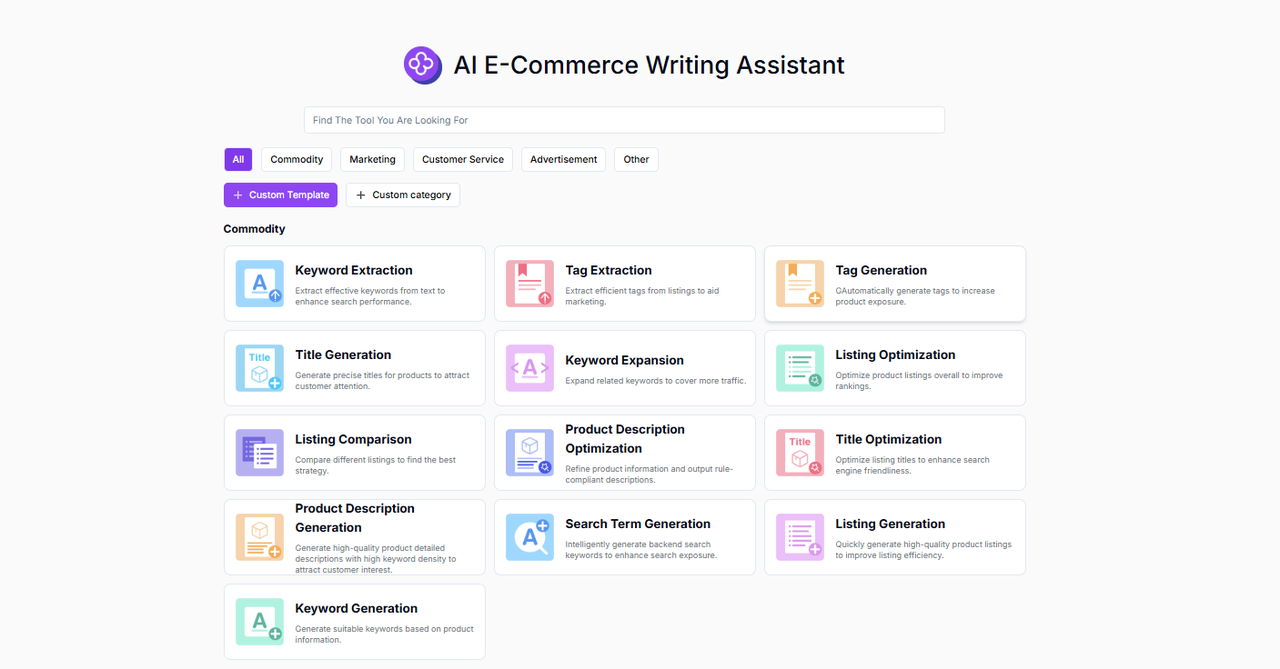 AI E-Commerce Writing Assistant
Find The Tool You Are Looking For
All
Commodity
Marketing
Customer Service
Advertisement
Other
+ Custom Template
+ Custom category
Commodity
A
Keyword Extraction
Extract effective keywords from text to
enhance search performance.
Tag Extraction
Extract efficient tags from listings to aid
marketing.
Tag Generation
GAutomatically generate tags to increase
product exposure.
Title
Title Generation
Generate precise titles for products to attract
customer attention.
<A>
Keyword Expansion
Expand related keywords to cover more traffic.
Listing Optimization
Optimize product listings overall to improve
rankings.
Listing Comparison
Compare different listings to find the best
strategy.
Product Description
Optimization
Refine product information and output rule-
compliant descriptions.
Title
Title Optimization
Optimize listing titles to enhance search
engine friendliness.
Product Description
Generation
Generate high-quality product detailed
descriptions with high keyword density to
attract customer interest.
A
Search Term Generation
Intelligently generate backend search
keywords to enhance search exposure.
Listing Generation
Quickly generate high-quality product listings
to improve listing efficiency.
A
Keyword Generation
Generate suitable keywords based on product
information.